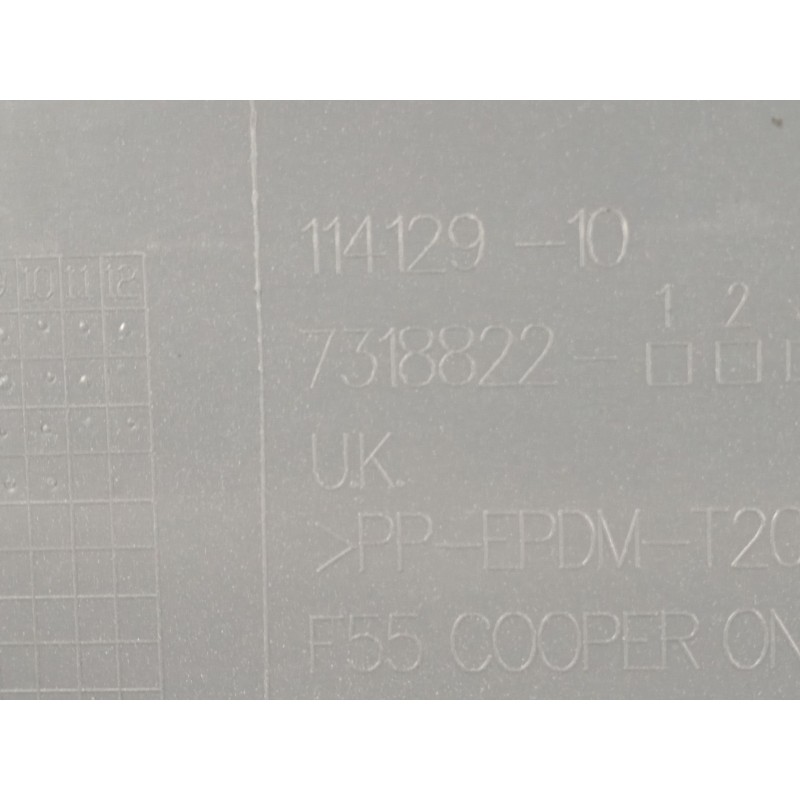 114129 -10
1 2
7318822-
U.K.
>PP-EPDM-T20
F55 COOPER ON
10 11 12